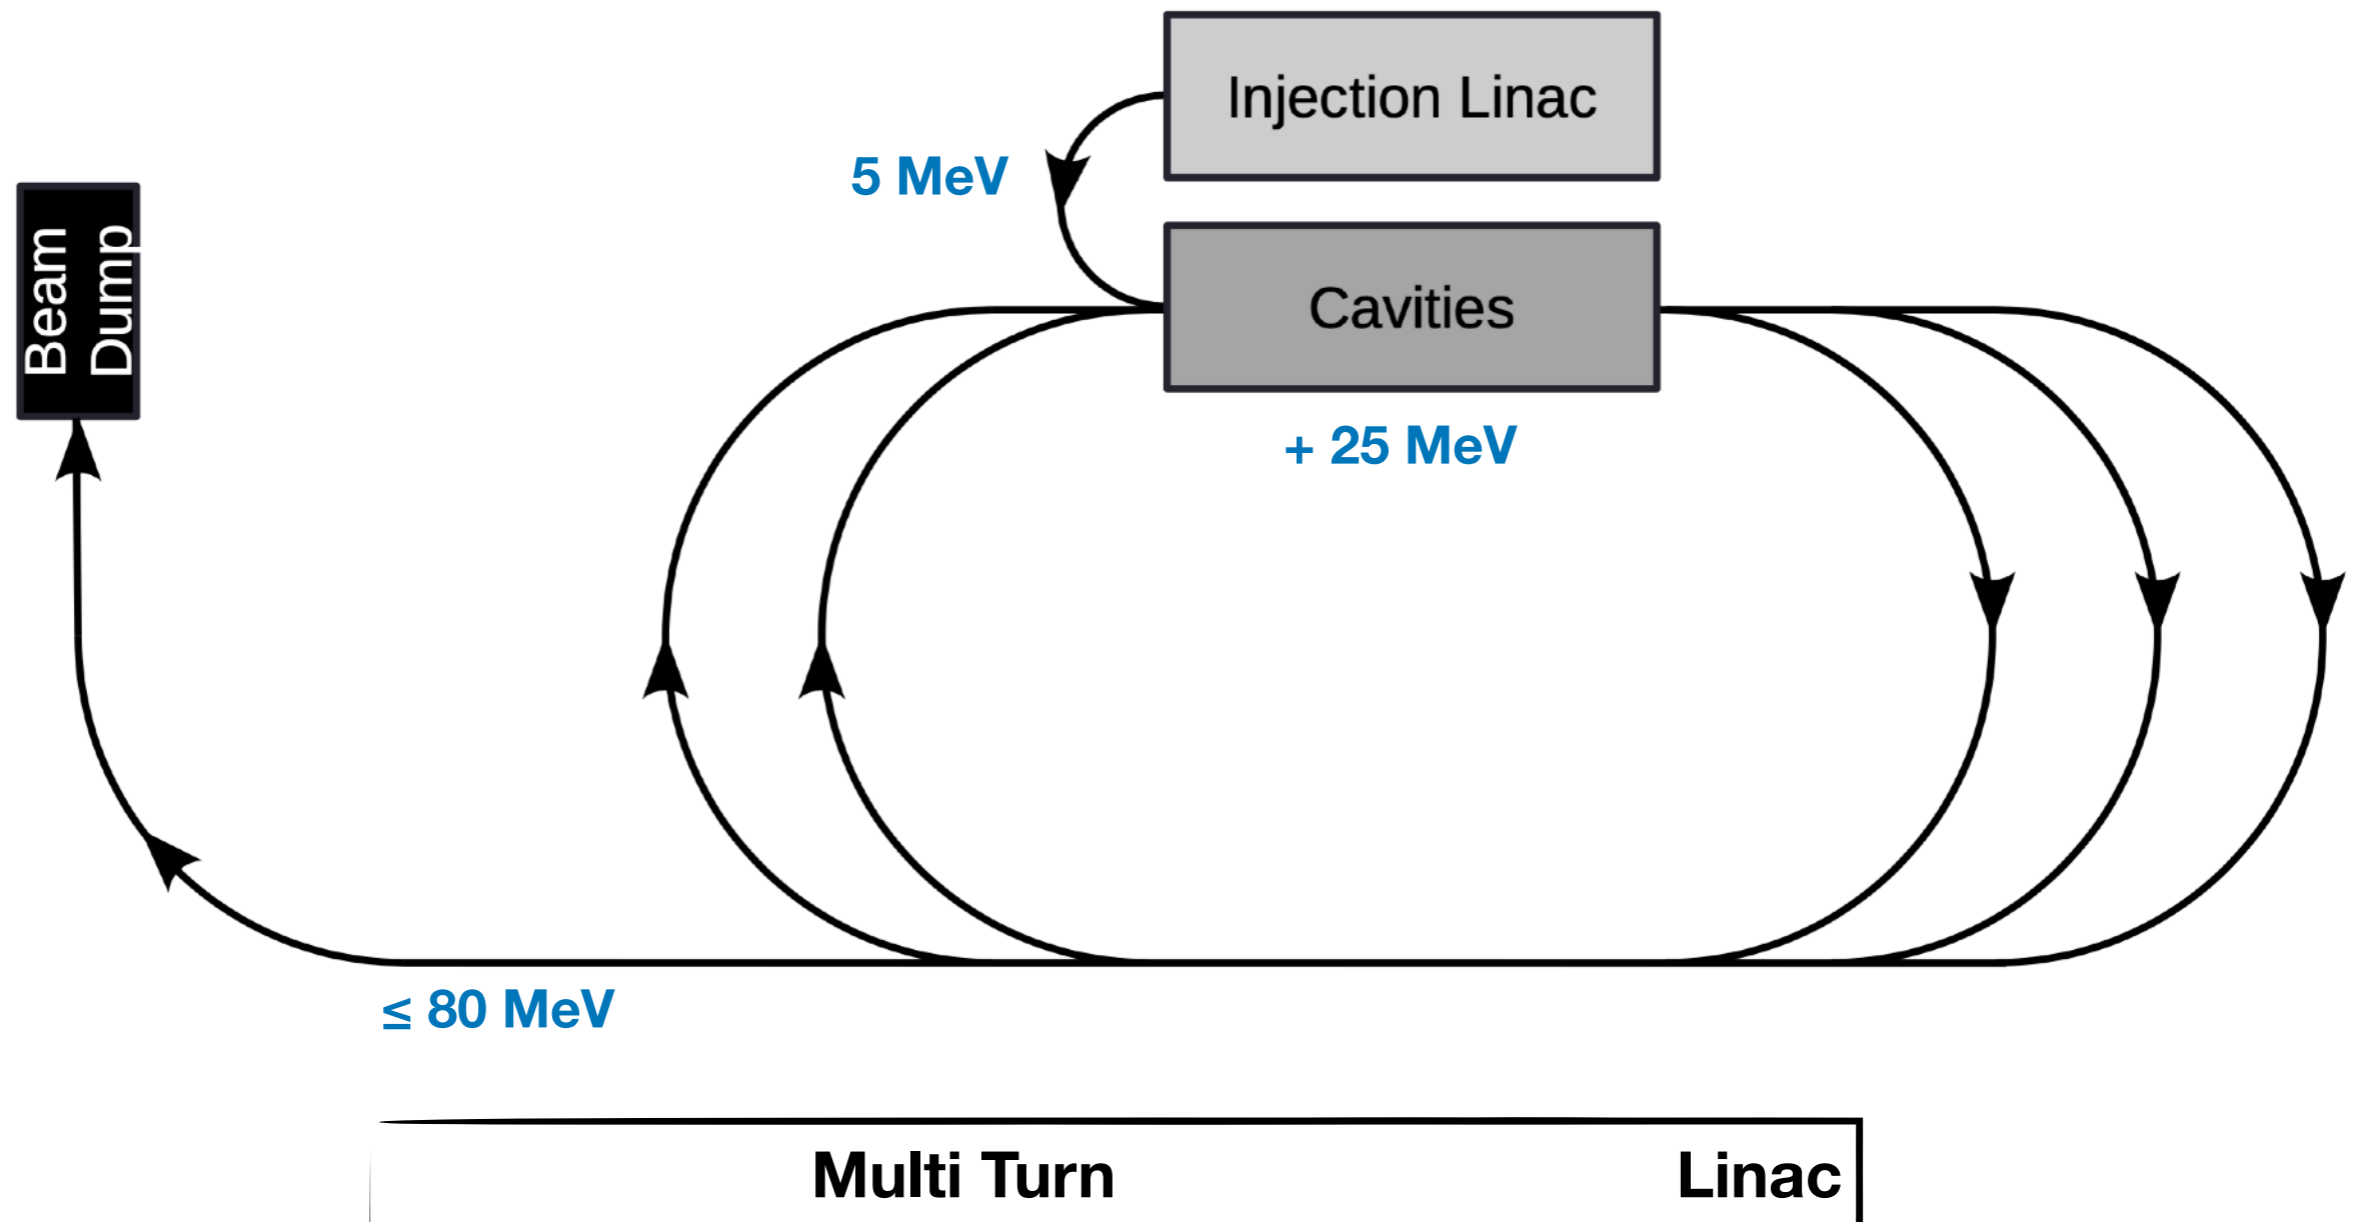 Injection Linac
5 MeV
Beam
Dump
Cavities
+ 25 MeV
≤ 80 MeV
Multi Turn Linac